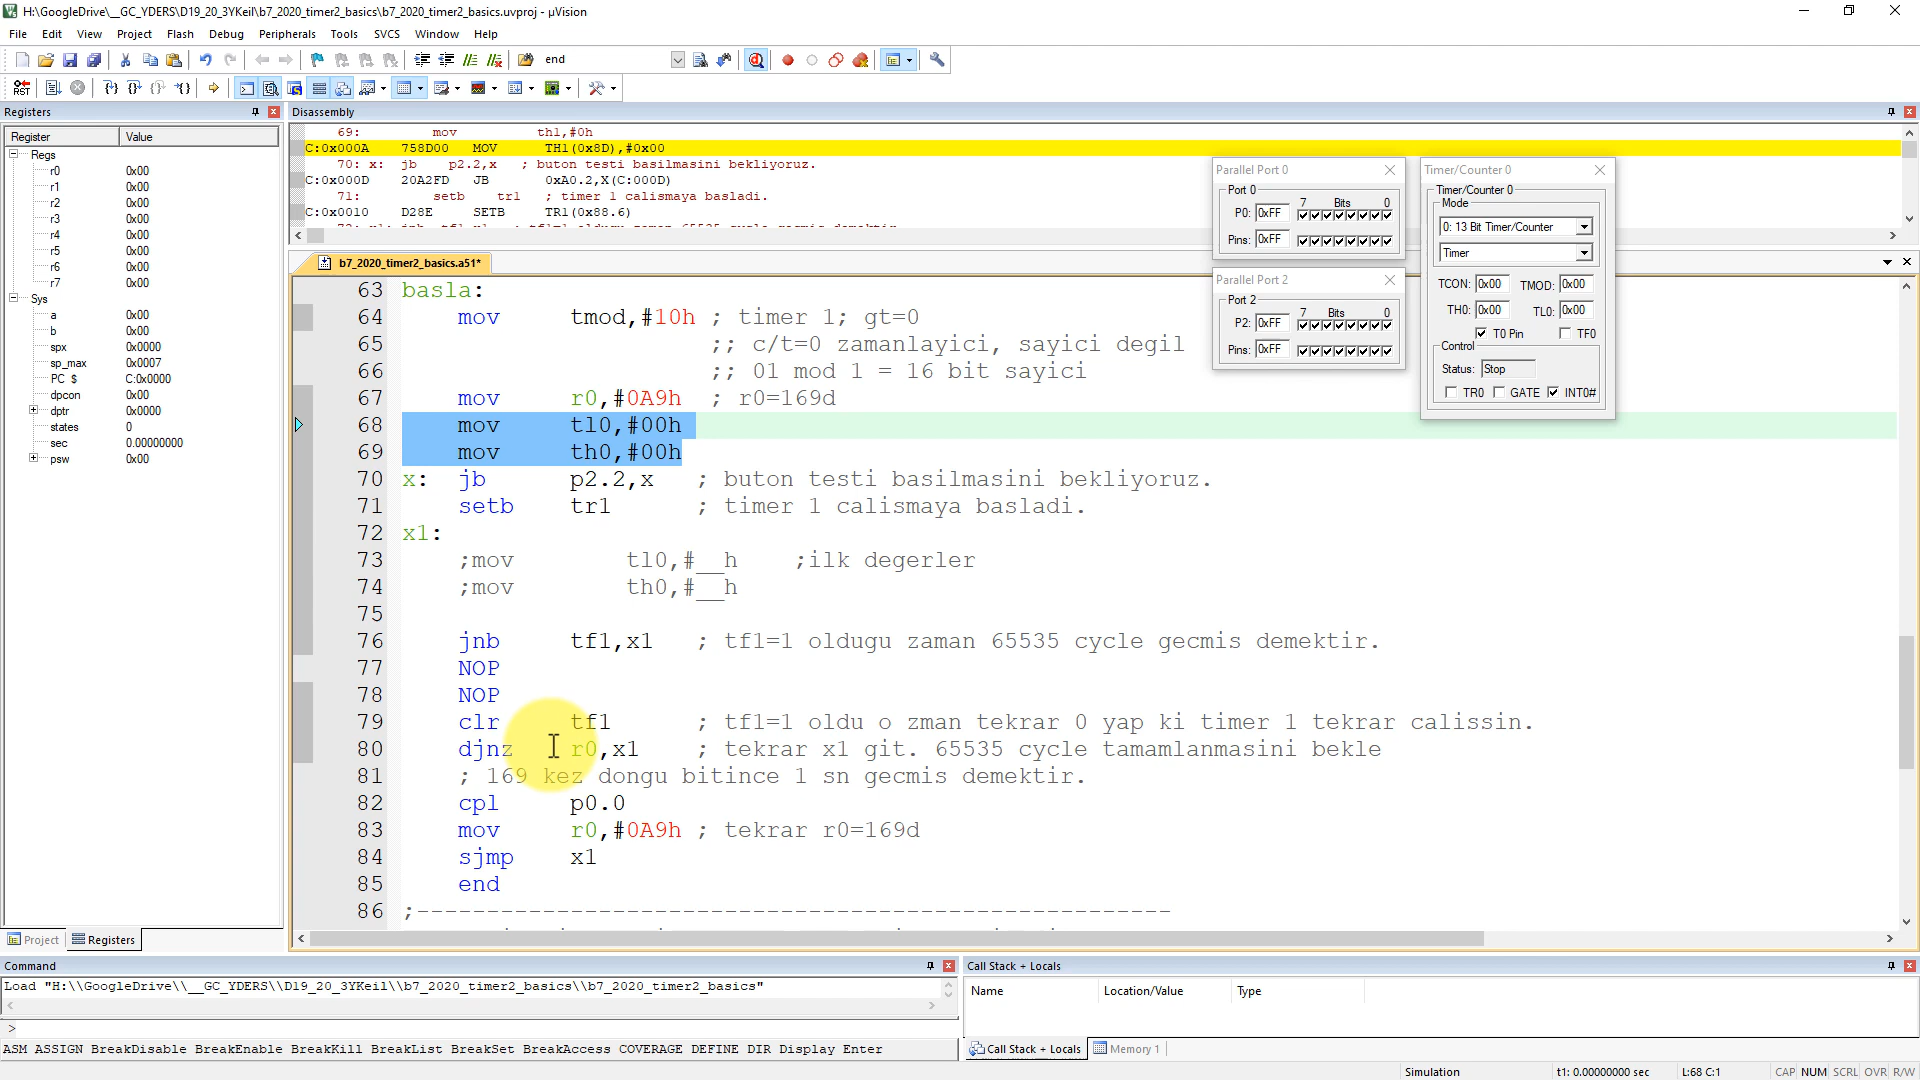 H:\GoogleDrive\__GC_YDERS\D19_20_3YKeil\b7_2020_timer2_basics\b7_2020_timer2_basics.uvproj - µVision
File Edit View Project Flash Debug Peripherals Tools SVCS Window Help
end
RST
Registers
Register Value
Regs
r0 0x00
r1 0x00
r2 0x00
r3 0x00
r4 0x00
r5 0x00
r6 0x00
r7 0x00
Sys
a 0x00
b 0x00
spx 0x0000
sp_max 0x0007
PC $ C:0x0000
dpcon 0x00
dptr 0x0000
states 0
sec 0.00000000
psw 0x00
Project Registers
Disassembly
69: mov th1,#0h
C:0x000A 758D00 MOV TH1(0x8D),#0x00
70: x: jb p2.2,x ; buton testi basilmasini bekliyoruz.
C:0x000D 20A2FD JB 0xA0.2,X(C:000D)
71: setb tr1 ; timer 1 calismaya basladi.
C:0x0010 D28E SETB TR1(0x88.6)
b7_2020_timer2_basics.a51*
63 basla:
64 mov tmod,#10h ; timer 1; gt=0
65 ;; c/t=0 zamanlayici, sayici degil
66 ;; 01 mod 1 = 16 bit sayici
67 mov r0,#0A9h ; r0=169d
68 mov tl0,#00h
69 mov th0,#00h
70 x: jb p2.2,x ; buton testi basilmasini bekliyoruz.
71 setb tr1 ; timer 1 calismaya basladi.
72 x1:
73 ;mov tl0,#__h ;ilk degerler
74 ;mov th0,#__h
75
76 jnb tf1,x1 ; tf1=1 oldugu zaman 65535 cycle gecmis demektir.
77 NOP
78 NOP
79 clr tf1 ; tf1=1 oldu o zman tekrar 0 yap ki timer 1 tekrar calissin.
80 djnz r0,x1 ; tekrar x1 git. 65535 cycle tamamlanmasini bekle
81 ; 169 kez dongu bitince 1 sn gecmis demektir.
82 cpl p0.0
83 mov r0,#0A9h ; tekrar r0=169d
84 sjmp x1
85 end
86 ;------------------------------------------------------
Parallel Port 0
Port 0
7 Bits 0
P0: 0xFF
Pins: 0xFF
Parallel Port 2
Port 2
7 Bits 0
P2: 0xFF
Pins: 0xFF
Timer/Counter 0
Timer/Counter 0
Mode
0: 13 Bit Timer/Counter
Timer
TCON: 0x00 TMOD: 0x00
TH0: 0x00 TL0: 0x00
T0 Pin TF0
Control
Status: Stop
TR0 GATE INT0#
Command
Load "H:\\GoogleDrive\\__GC_YDERS\\D19_20_3YKeil\\b7_2020_timer2_basics\\b7_2020_timer2_basics"
>
ASM ASSIGN BreakDisable BreakEnable BreakKill BreakList BreakSet BreakAccess COVERAGE DEFINE DIR Display Enter
Call Stack + Locals
Name Location/Value Type
Call Stack + Locals Memory 1
Simulation t1: 0.00000000 sec L:68 C:1 CAP NUM SCRL OVR R/W